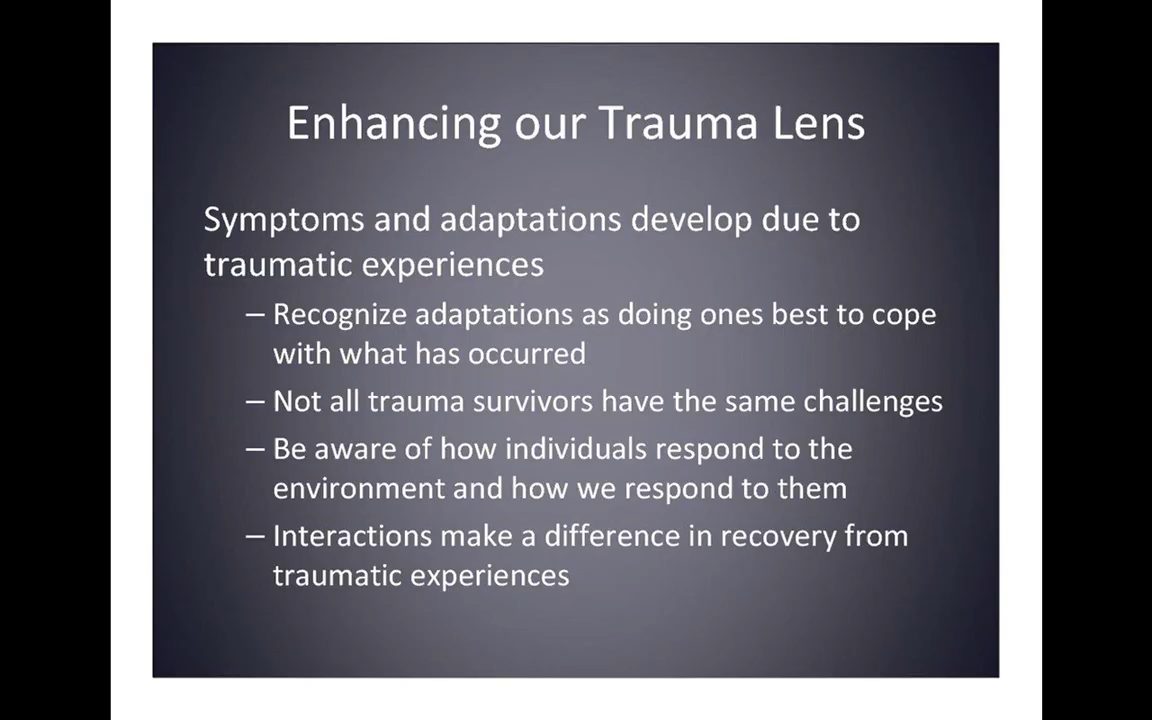 Enhancing our Trauma Lens
Symptoms and adaptations develop due to
traumatic experiences
– Recognize adaptations as doing ones best to cope
with what has occurred
– Not all trauma survivors have the same challenges
– Be aware of how individuals respond to the
environment and how we respond to them
– Interactions make a difference in recovery from
traumatic experiences